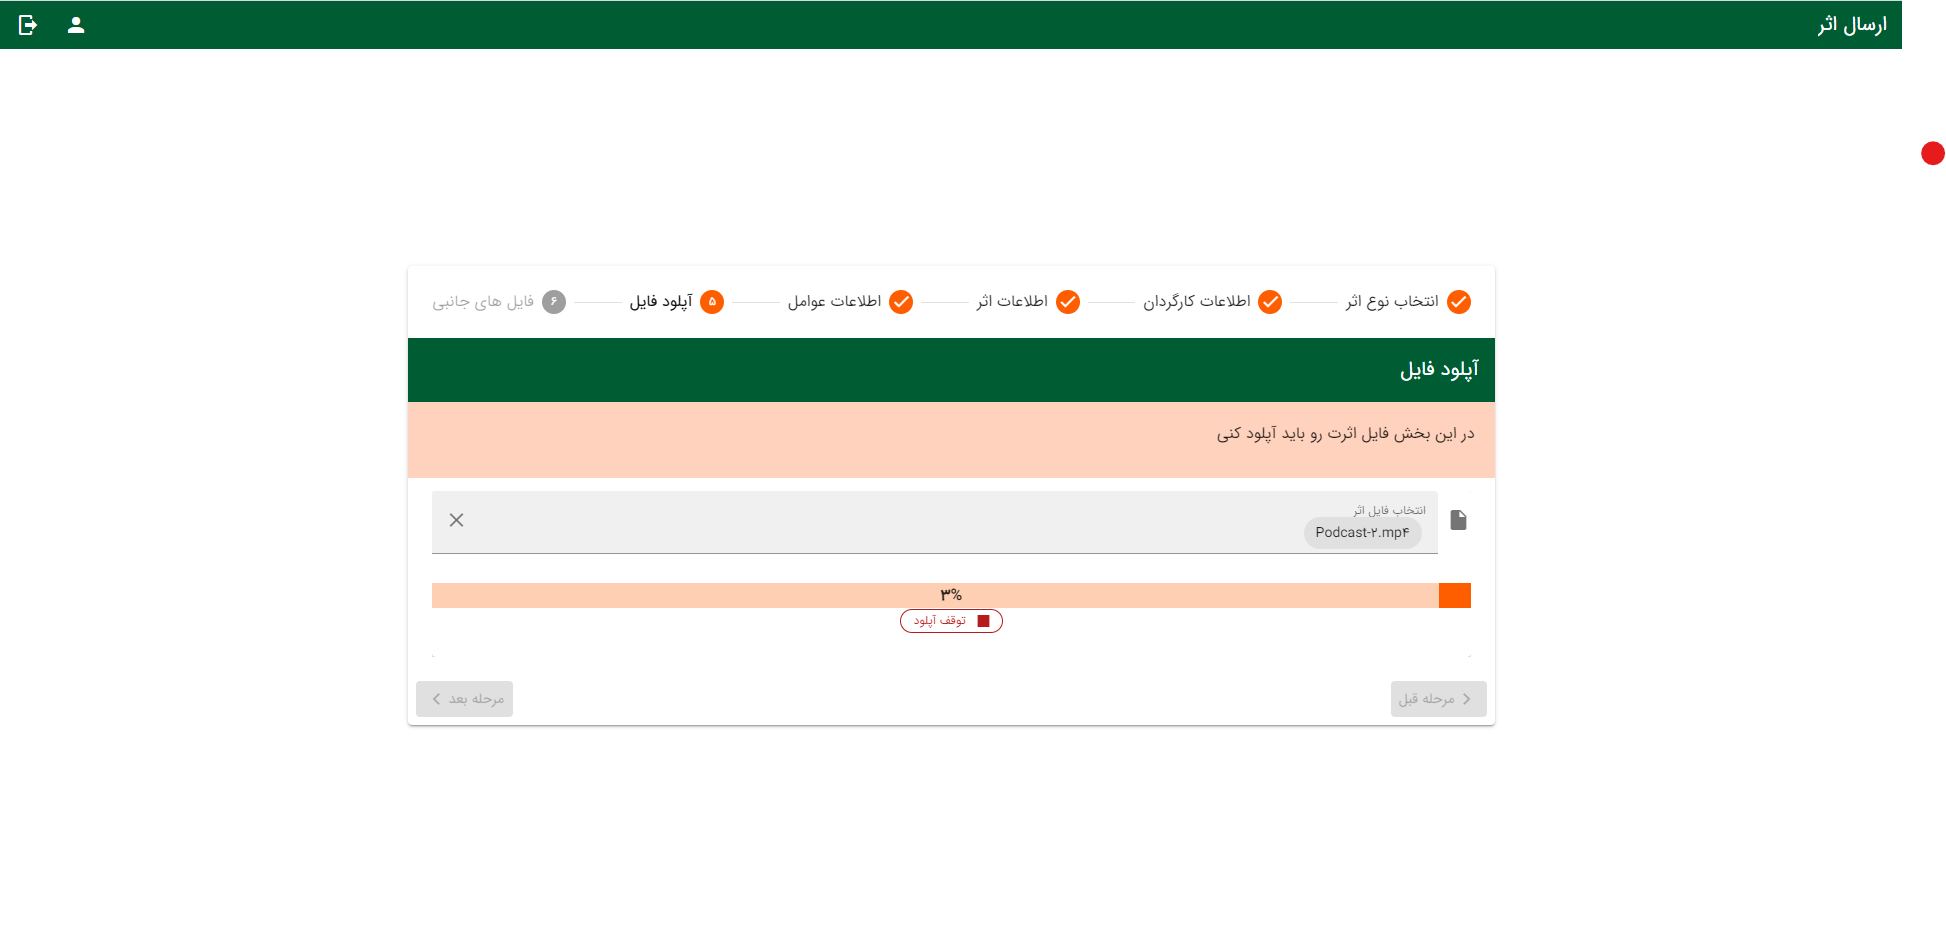 ارسال اثر
انتخاب نوع اثر
اطلاعات کارگردان
اطلاعات اثر
اطلاعات عوامل
۵ آپلود فایل
۶ فایل های جانبی
آپلود فایل
در این بخش فایل اثرت رو باید آپلود کنی
انتخاب فایل اثر
Podcast-۲.mp۴
۳%
توقف آپلود
مرحله قبل
مرحله بعد